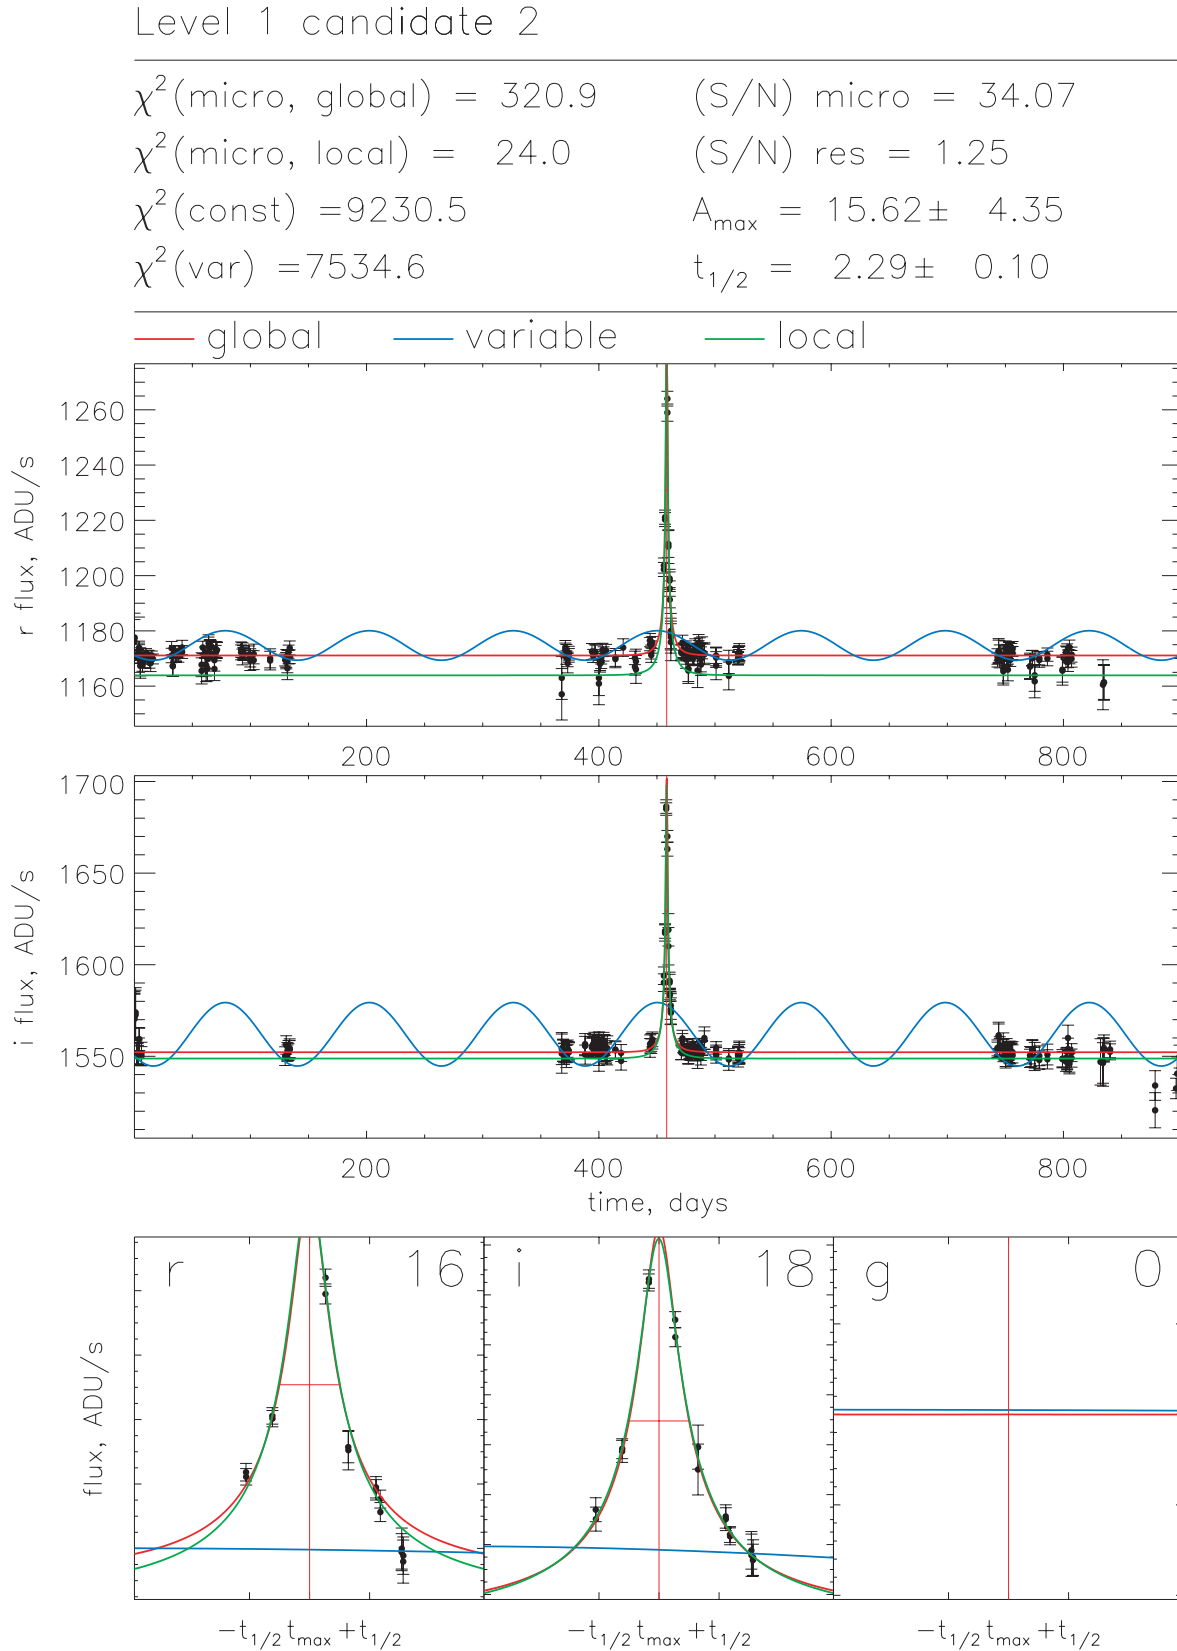 Level 1 candidate 2
χ²(micro, global) = 320.9 (S/N) micro = 34.07
χ²(micro, local) = 24.0 (S/N) res = 1.25
χ²(const) =9230.5 A_max = 15.62± 4.35
χ²(var) =7534.6 t_1/2 = 2.29± 0.10
global variable local
r flux, ADU/s
1260
1240
1220
1200
1180
1160
200 400 600 800
i flux, ADU/s
1700
1650
1600
1550
200 400 600 800
time, days
flux, ADU/s
r 16 i 18 g 0
−t_1/2 t_max +t_1/2 −t_1/2 t_max +t_1/2 −t_1/2 t_max +t_1/2